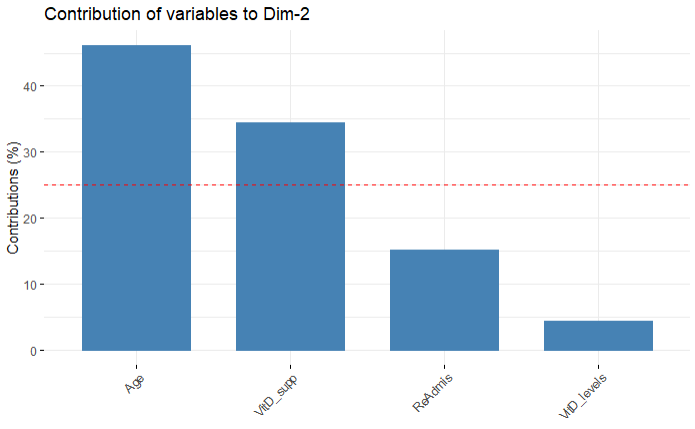 Contribution of variables to Dim-2
Contributions (%)
40
30
20
10
0
Age
VitD_supp
ReAdmis
VitD_levels